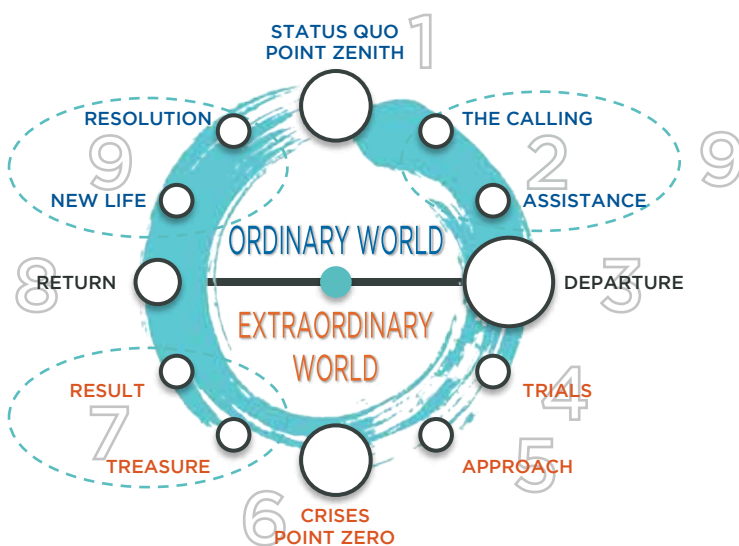 1
STATUS QUO
POINT ZENITH
RESOLUTION
THE CALLING
9
2
9
NEW LIFE
ASSISTANCE
ORDINARY WORLD
8
RETURN
DEPARTURE
3
EXTRAORDINARY
WORLD
RESULT
TRIALS
4
7
TREASURE
APPROACH
5
6
CRISES
POINT ZERO